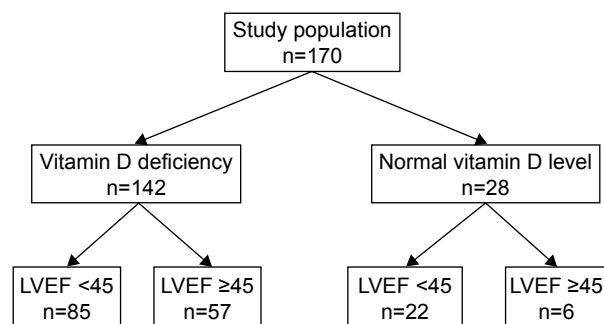 Study population
n=170
Vitamin D deficiency
n=142
Normal vitamin D level
n=28
LVEF <45
n=85
LVEF ≥45
n=57
LVEF <45
n=22
LVEF ≥45
n=6